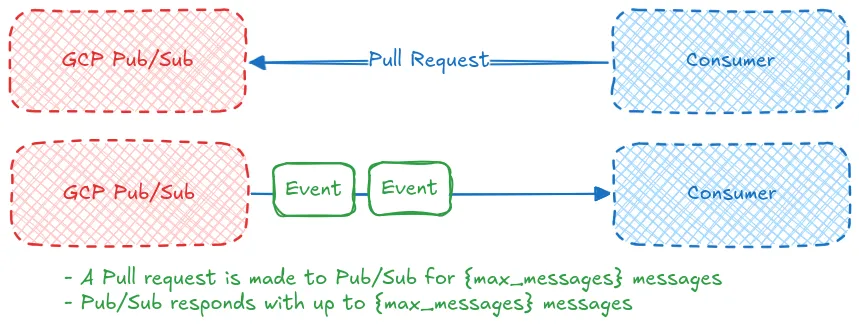 GCP Pub/Sub
Pull Request
Consumer
GCP Pub/Sub
Event
Event
Consumer
- A Pull request is made to Pub/Sub for {max_messages} messages
- Pub/Sub responds with up to {max_messages} messages